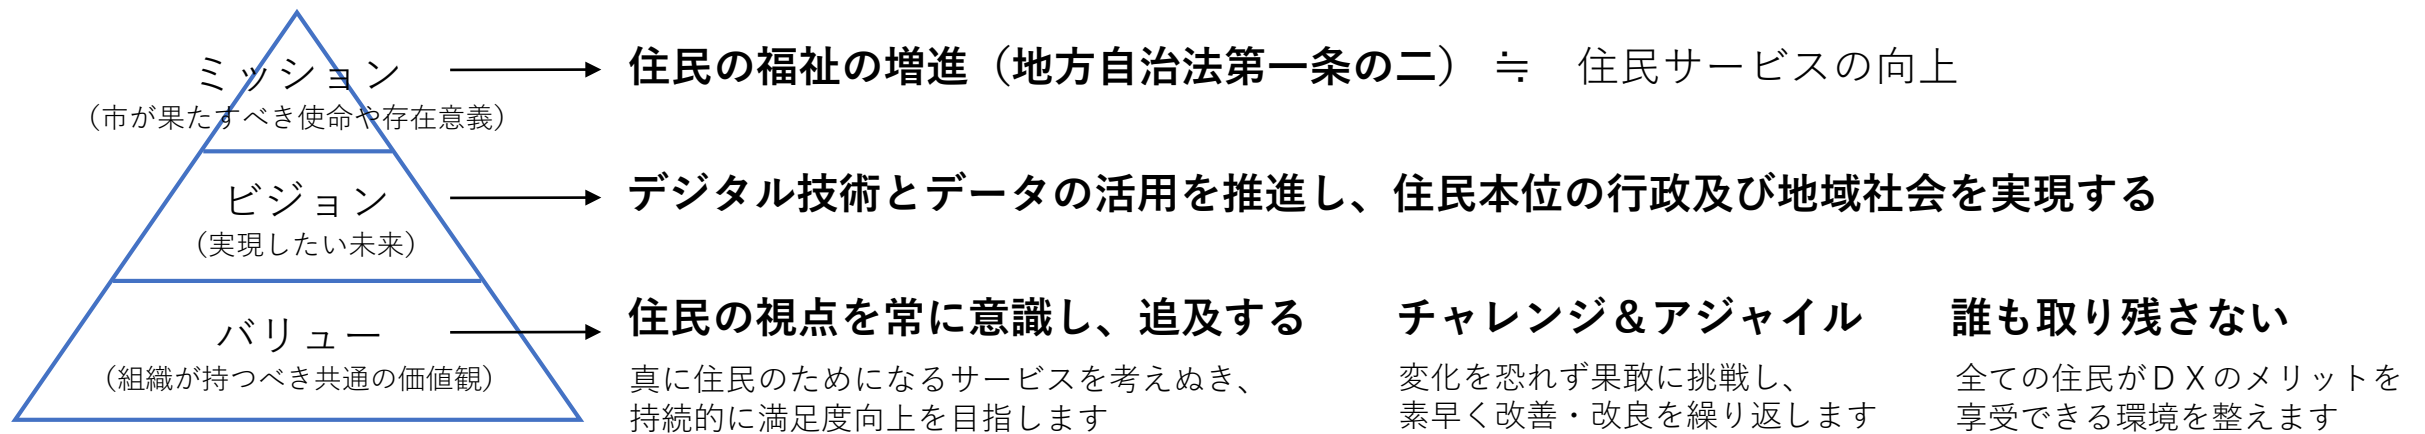 ミッション
（市が果たすべき使命や存在意義）
住民の福祉の増進（地方自治法第一条の二）≒　住民サービスの向上
ビジョン
（実現したい未来）
デジタル技術とデータの活用を推進し、住民本位の行政及び地域社会を実現する
バリュー
（組織が持つべき共通の価値観）
住民の視点を常に意識し、追及する
真に住民のためになるサービスを考えぬき、
持続的に満足度向上を目指します
チャレンジ＆アジャイル
変化を恐れず果敢に挑戦し、
素早く改善・改良を繰り返します
誰も取り残さない
全ての住民がＤＸのメリットを
享受できる環境を整えます